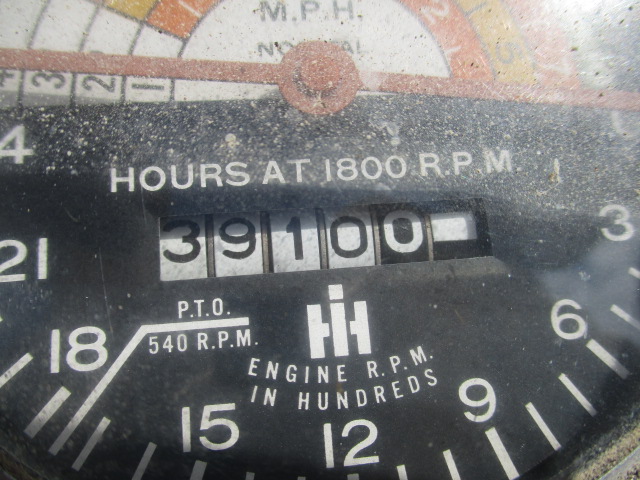 M.P.H.
4 3 2 1
HOURS AT 1800 R.P.M.
39100
21
3
P.T.O.
540 R.P.M.
IH
18
6
ENGINE R.P.M.
IN HUNDREDS
15
12
9